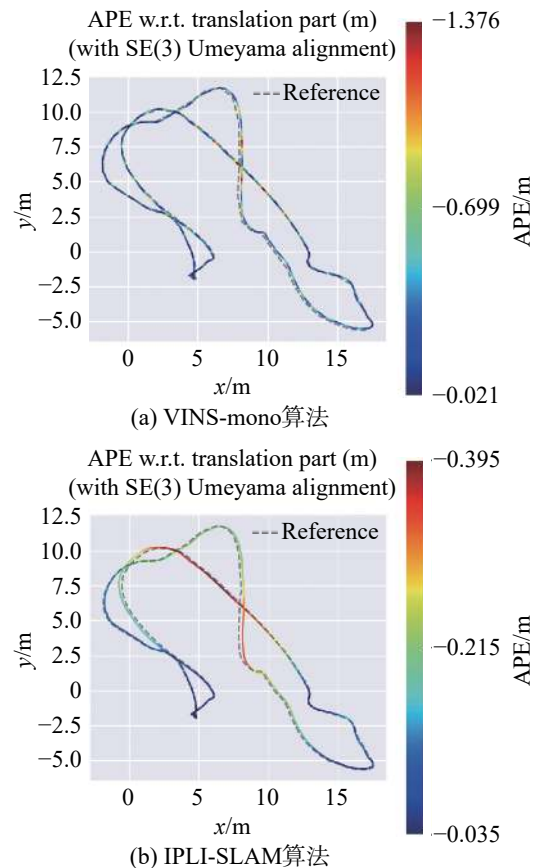 APE w.r.t. translation part (m)
(with SE(3) Umeyama alignment)
−1.376
12.5
Reference
10.0
7.5
5.0
y/m
2.5
0
−2.5
−5.0
−0.699
APE/m
0 5 10 15
−0.021
x/m
(a) VINS-mono算法
APE w.r.t. translation part (m)
(with SE(3) Umeyama alignment)
−0.395
12.5
Reference
10.0
7.5
5.0
y/m
2.5
0
−2.5
−5.0
−0.215
APE/m
0 5 10 15
−0.035
x/m
(b) IPLI-SLAM算法